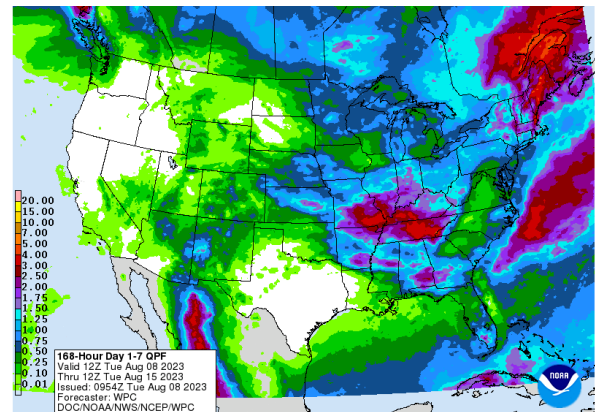 20.00
15.00
10.00
7.00
5.00
4.00
3.00
2.50
2.00
1.75
1.50
1.25
1.00
0.75
0.50
0.25
0.10
0.01
168-Hour Day 1-7 QPF
Valid 12Z Tue Aug 08 2023
Thru 12Z Tue Aug 15 2023
Issued: 0954Z Tue Aug 08 2023
Forecaster: WPC
DOC/NOAA/NWS/NCEP/WPC
NOAA